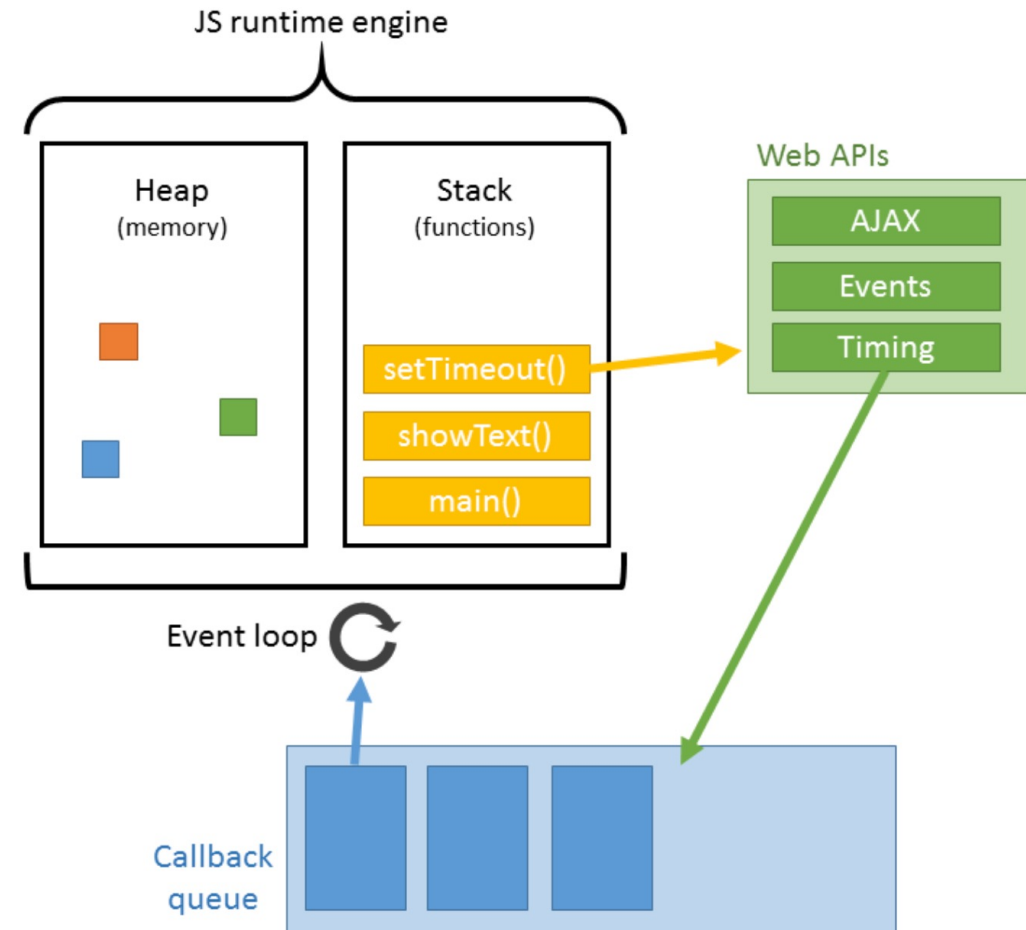 JS runtime engine
Heap
(memory)
Stack
(functions)
setTimeout()
showText()
main()
Web APIs
AJAX
Events
Timing
Event loop
Callback
queue